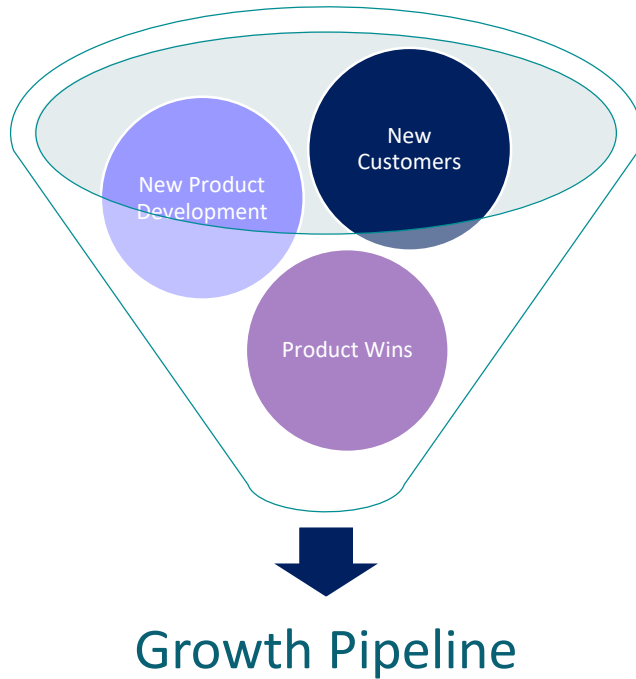 New
Customers
New Product
Development
Product Wins
Growth Pipeline